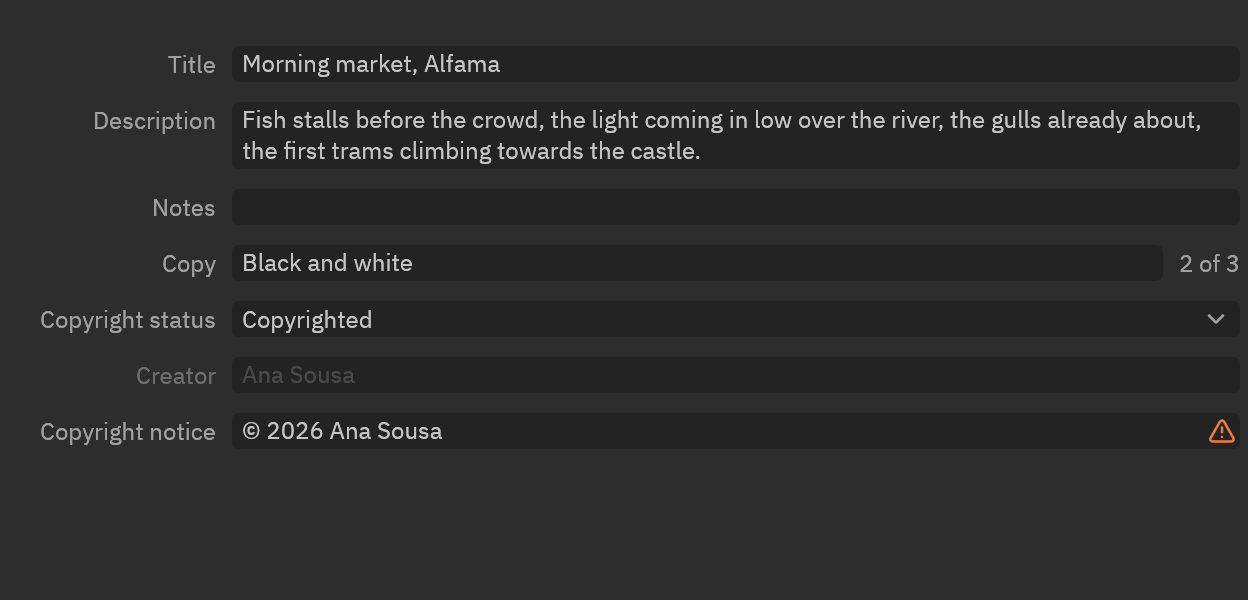 Title Morning market, Alfama
Description Fish stalls before the crowd, the light coming in low over the river, the gulls already about,
the first trams climbing towards the castle.
Notes
Copy Black and white 2 of 3
Copyright status Copyrighted
Creator Ana Sousa
Copyright notice © 2026 Ana Sousa